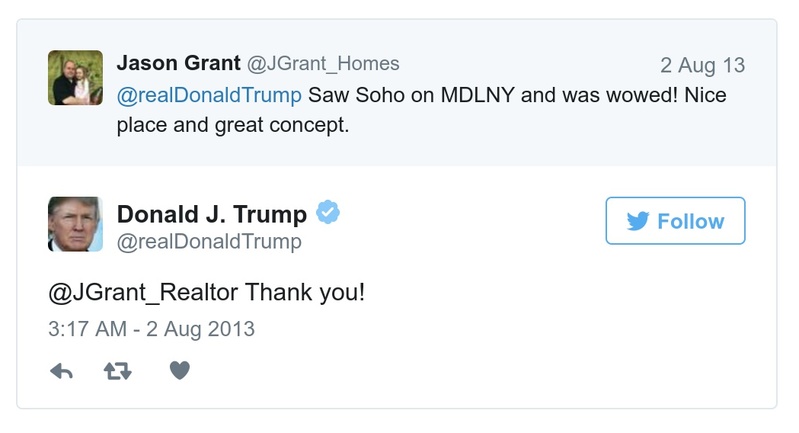 Jason Grant @JGrant_Homes 2 Aug 13
@realDonaldTrump Saw Soho on MDLNY and was wowed! Nice
place and great concept.
Donald J. Trump
@realDonaldTrump
Follow
@JGrant_Realtor Thank you!
3:17 AM - 2 Aug 2013